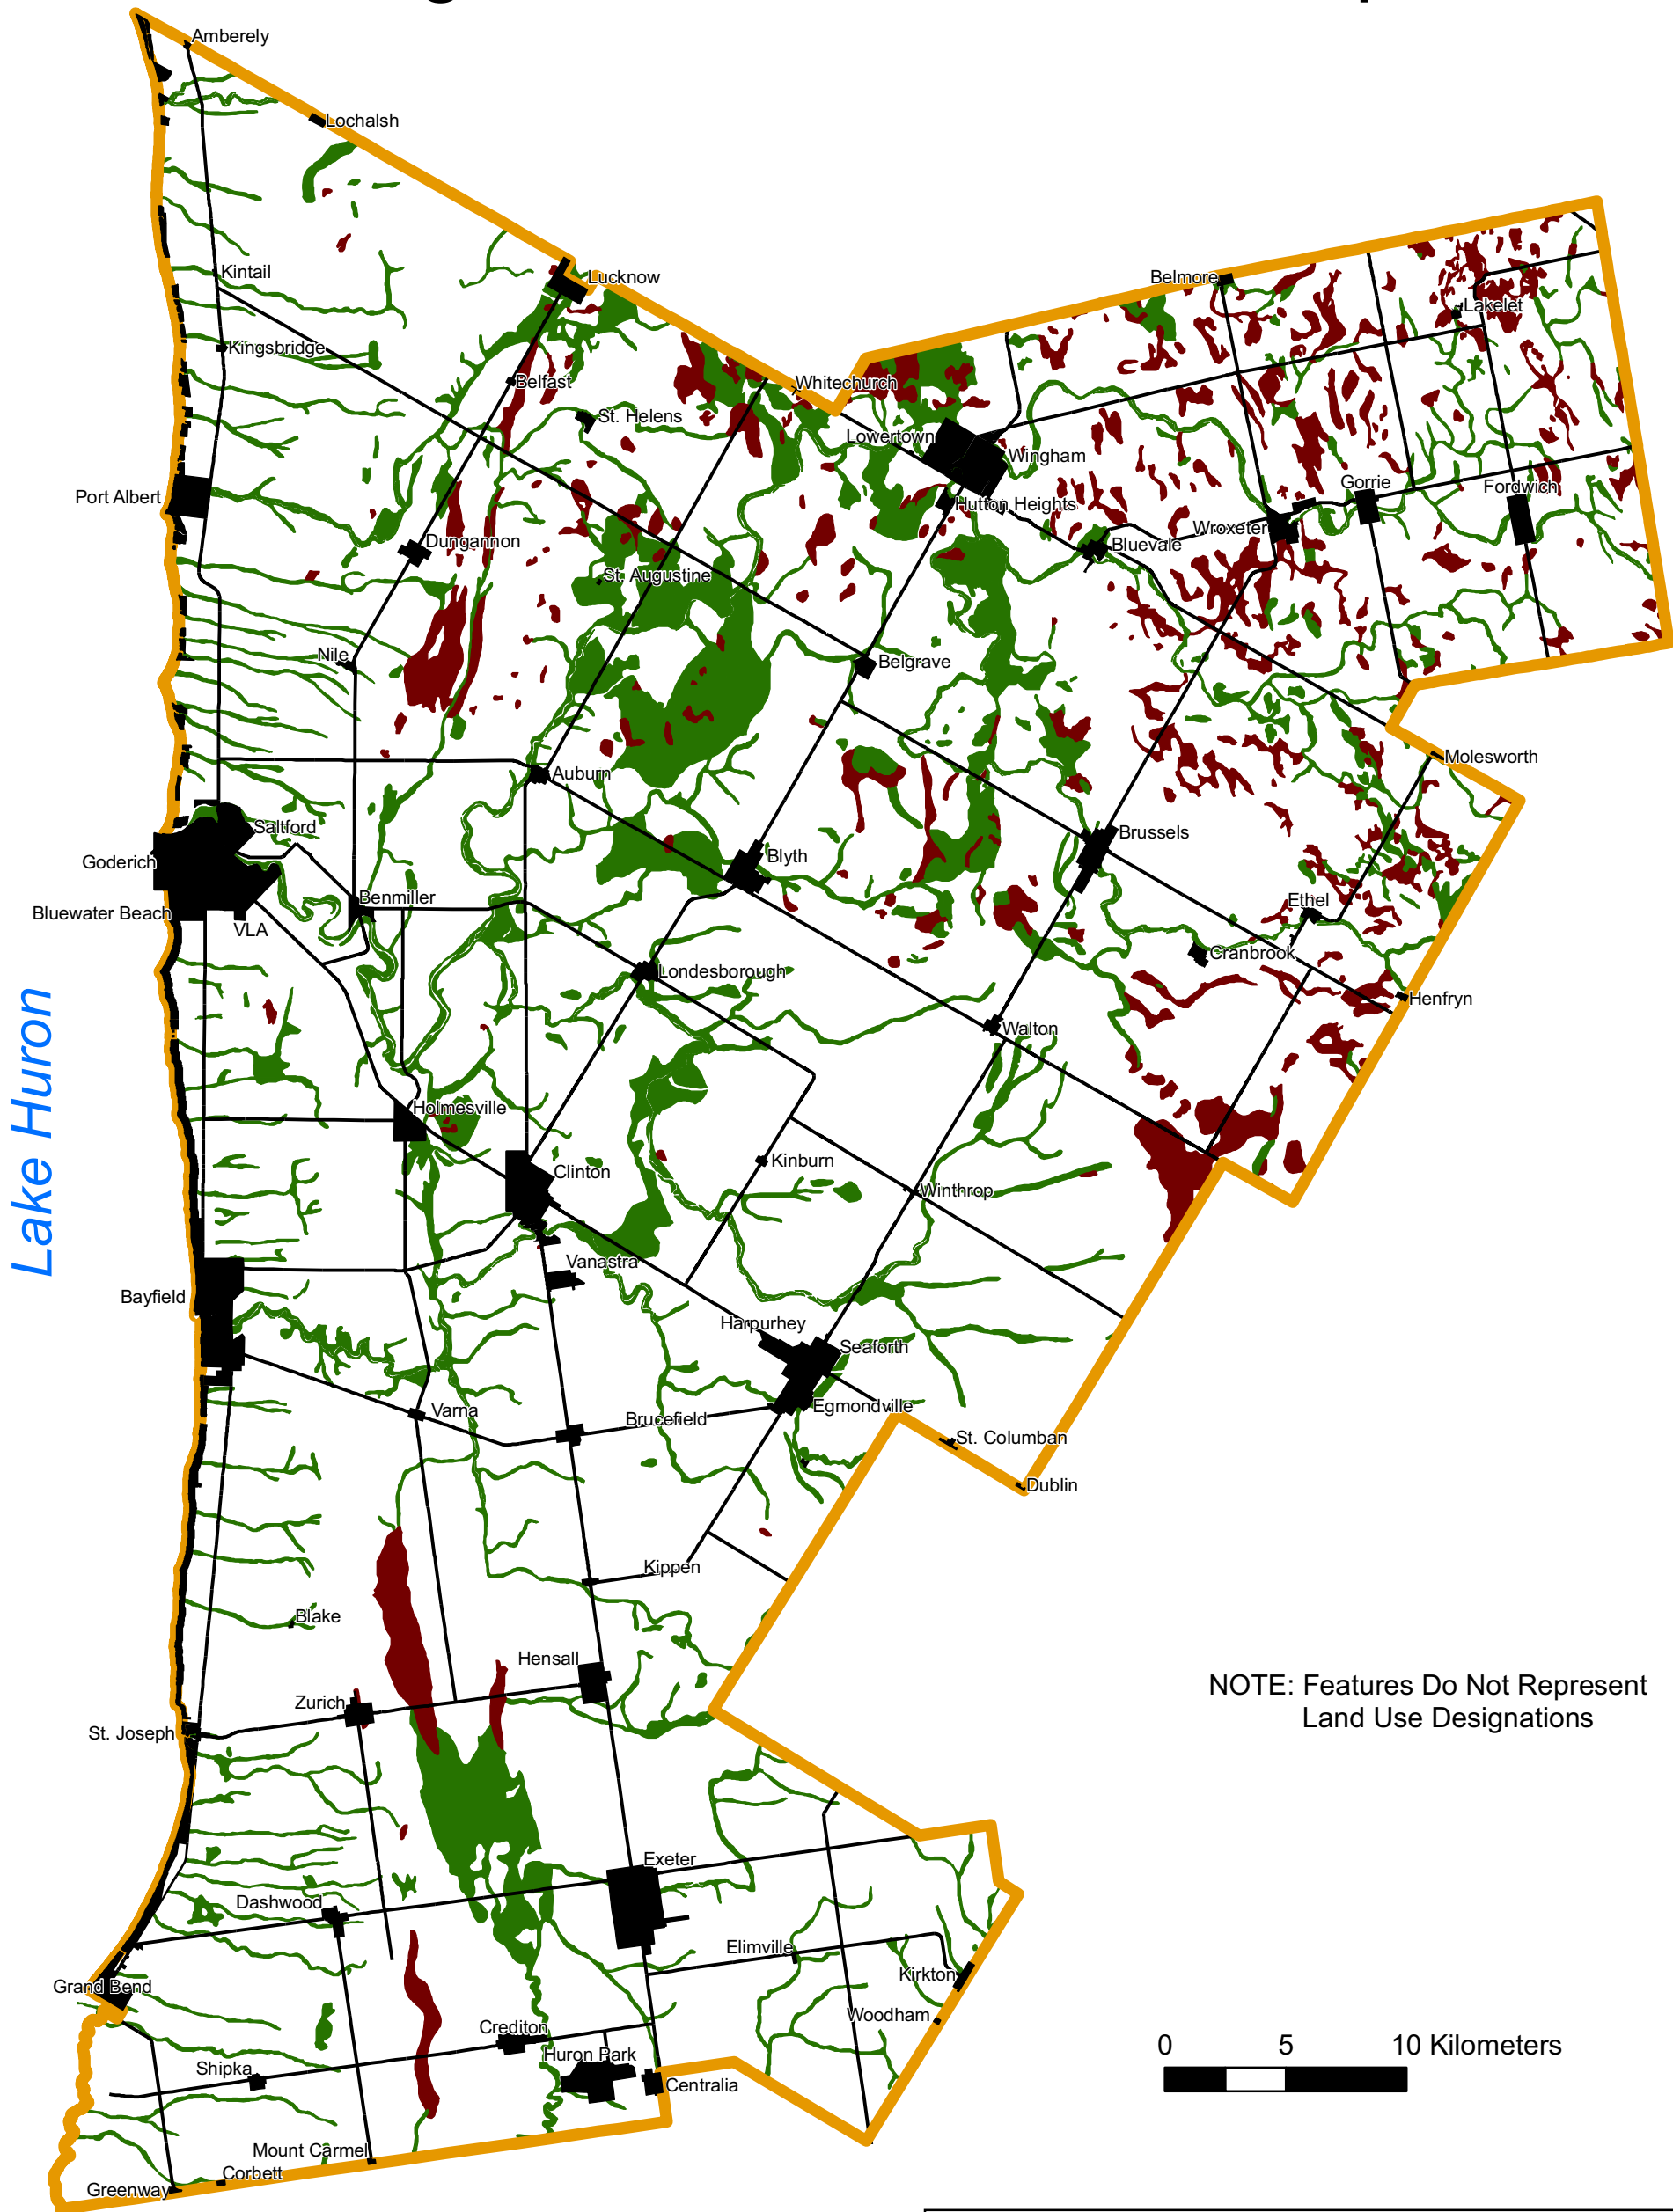 Amberely
Lochalsh
Kintail
Lucknow
Belmore
Lakelet
Kingsbridge
Belfast
Whitechurch
St. Helens
Lowertown
Wingham
Port Albert
Hutton Heights
Gorrie
Fordwich
Wroxeter
Dungannon
Bluevale
St. Augustine
Nile
Belgrave
Molesworth
Auburn
Saltford
Brussels
Goderich
Blyth
Benmiller
Ethel
Bluewater Beach
VLA
Cranbrook
Londesborough
Henfryn
Walton
Lake Huron
Holmesville
Kinburn
Clinton
Winthrop
Vanastra
Bayfield
Harpurhey
Seaforth
Varna
Brucefield
Egmondville
St. Columban
Dublin
Kippen
Blake
Hensall
NOTE: Features Do Not Represent
Land Use Designations
Zurich
St. Joseph
Exeter
Dashwood
Elimville
Kirkton
Grand Bend
Woodham
Crediton
Huron Park
0 5 10 Kilometers
Shipka
Centralia
Mount Carmel
Corbett
Greenway